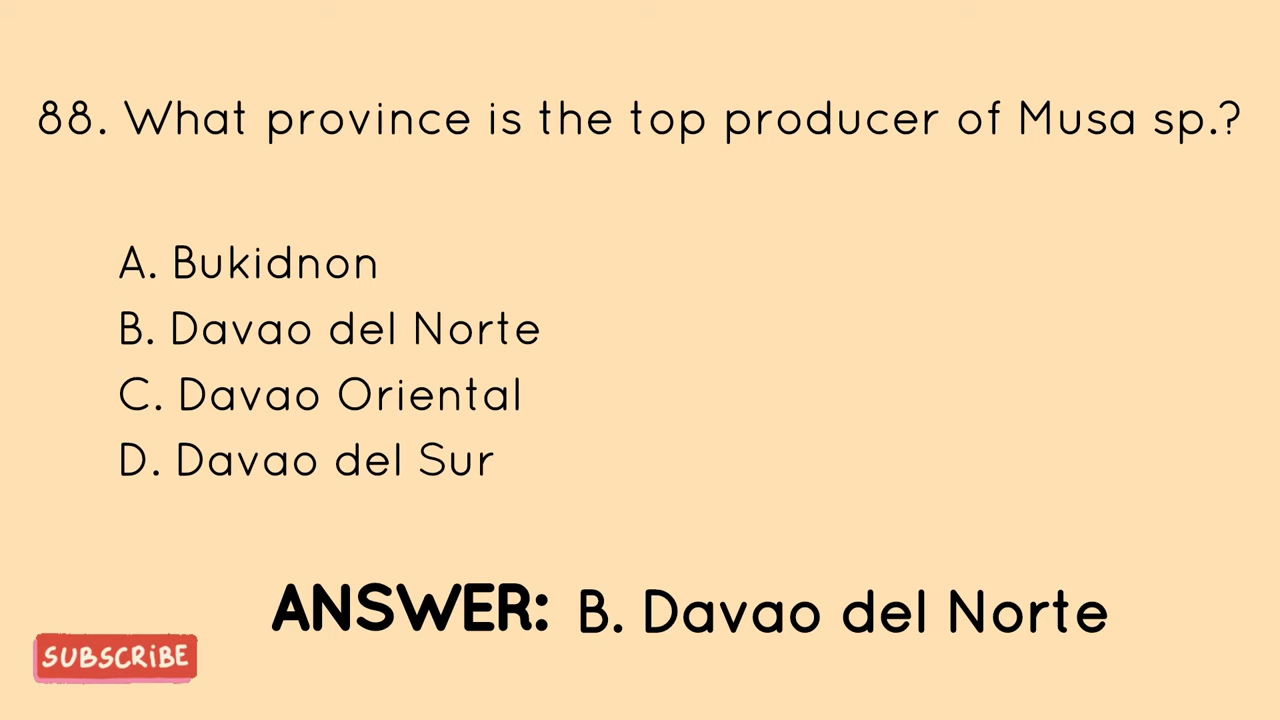 88. What province is the top producer of Musa sp.?
A. Bukidnon
B. Davao del Norte
C. Davao Oriental
D. Davao del Sur
ANSWER: B. Davao del Norte
SUBSCRiBE